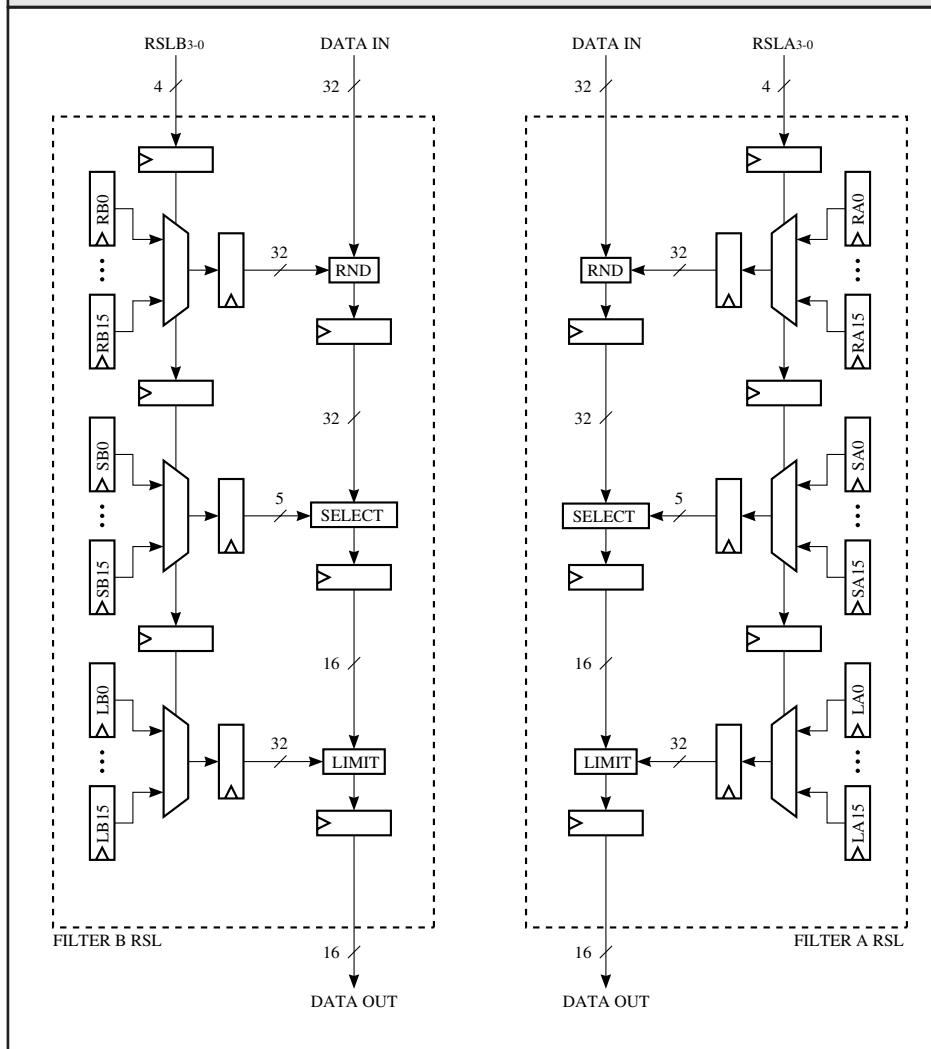 RSLB3-0
DATA IN
DATA IN
RSLA3-0
4
32
32
4
RB0
RB15
32
RND
RND
32
RA0
RA15
32
32
SB0
SB15
5
SELECT
SELECT
5
SA0
SA15
16
16
LB0
LB15
32
LIMIT
LIMIT
32
LA0
LA15
FILTER B RSL
FILTER A RSL
16
16
DATA OUT
DATA OUT